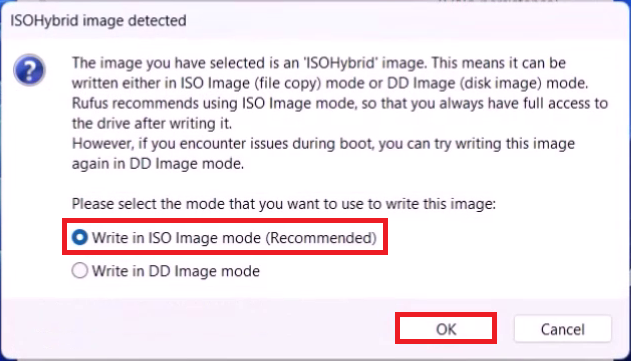 ISOHybrid image detected
The image you have selected is an 'ISOHybrid' image. This means it can be
written either in ISO Image (file copy) mode or DD Image (disk image) mode.
Rufus recommends using ISO Image mode, so that you always have full access to
the drive after writing it.
However, if you encounter issues during boot, you can try writing this image
again in DD Image mode.
Please select the mode that you want to use to write this image:
Write in ISO Image mode (Recommended)
Write in DD Image mode
OK
Cancel